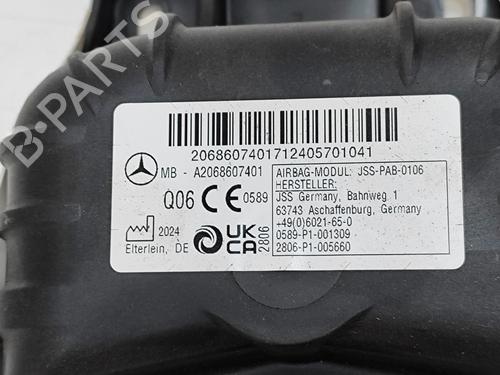 B-PARTS
2068607401712405701041
MB - A2068607401
AIRBAG-MODUL: JSS-PAB-0106
HERSTELLER:
JSS Germany, Bahnweg 1
63743 Aschaffenburg, Germany
+49(0)6021-65-0
0589-P1-001309
2806-P1-005660
Q06 CE 0589
2024
Elterlein, DE
UK
CA
2806